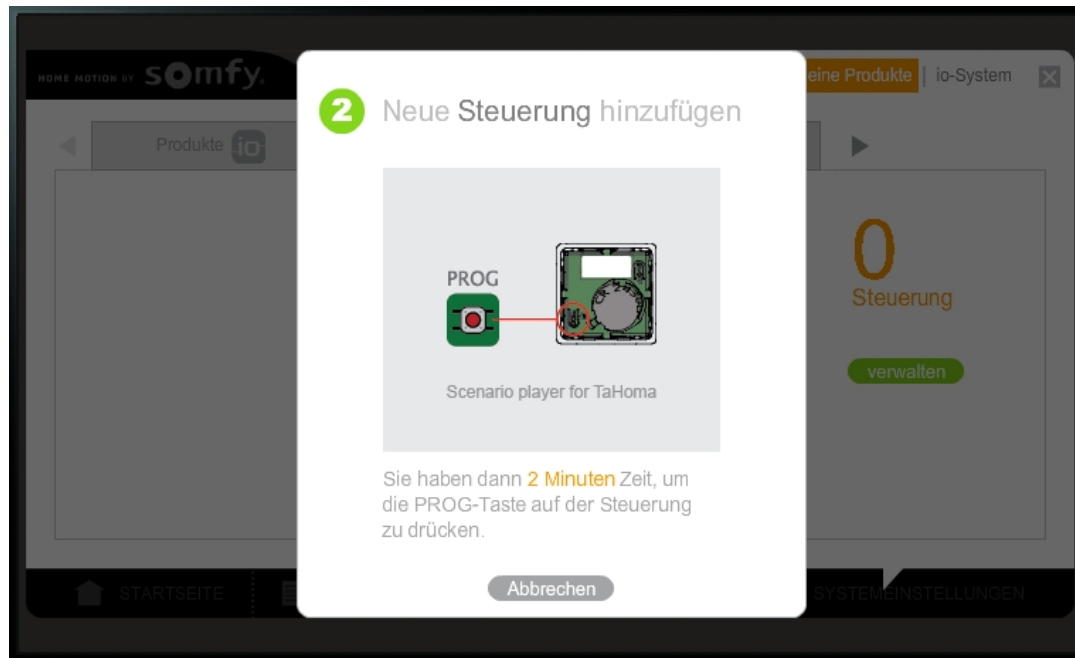 HOME MOTION BY somfy.
eine Produkte | io-System
Produkte io
2 Neue Steuerung hinzufügen
PROG
Scenario player for TaHoma
Sie haben dann 2 Minuten Zeit, um
die PROG-Taste auf der Steuerung
zu drücken.
Abbrechen
0
Steuerung
verwalten
STARTSEITE
SYSTEMEINSTELLUNGEN